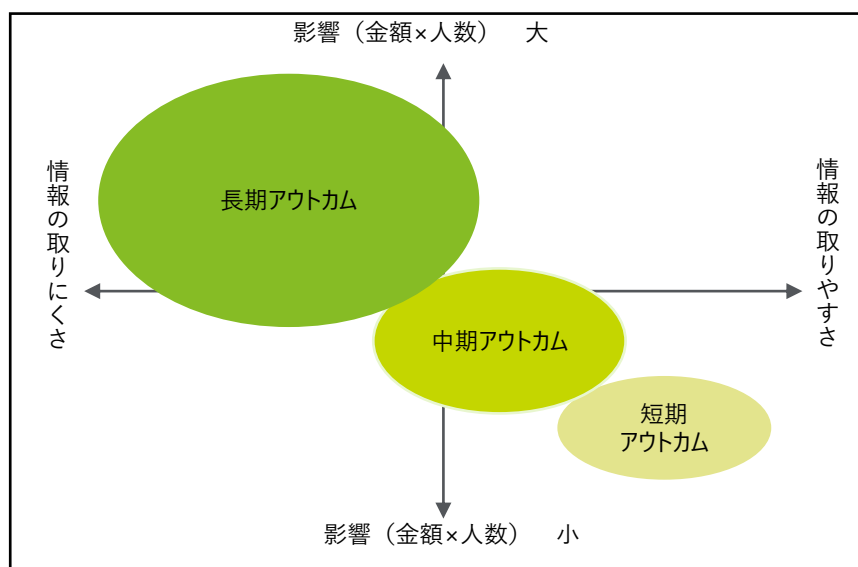 影響（金額×人数）　大
情報の取りにくさ
情報の取りやすさ
長期アウトカム
中期アウトカム
短期
アウトカム
影響（金額×人数）　小